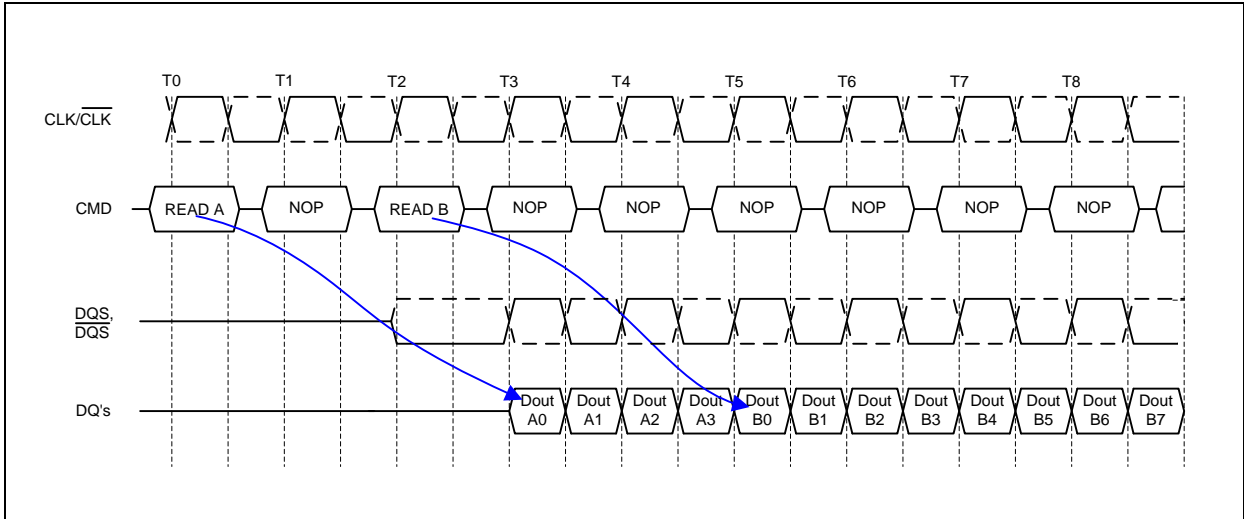 T0 T1 T2 T3 T4 T5 T6 T7 T8
CLK/CLK
CMD READ A NOP READ B NOP NOP NOP NOP NOP NOP
DQS,
DQS
DQ's
Dout Dout Dout Dout Dout Dout Dout Dout Dout Dout Dout Dout
A0 A1 A2 A3 B0 B1 B2 B3 B4 B5 B6 B7